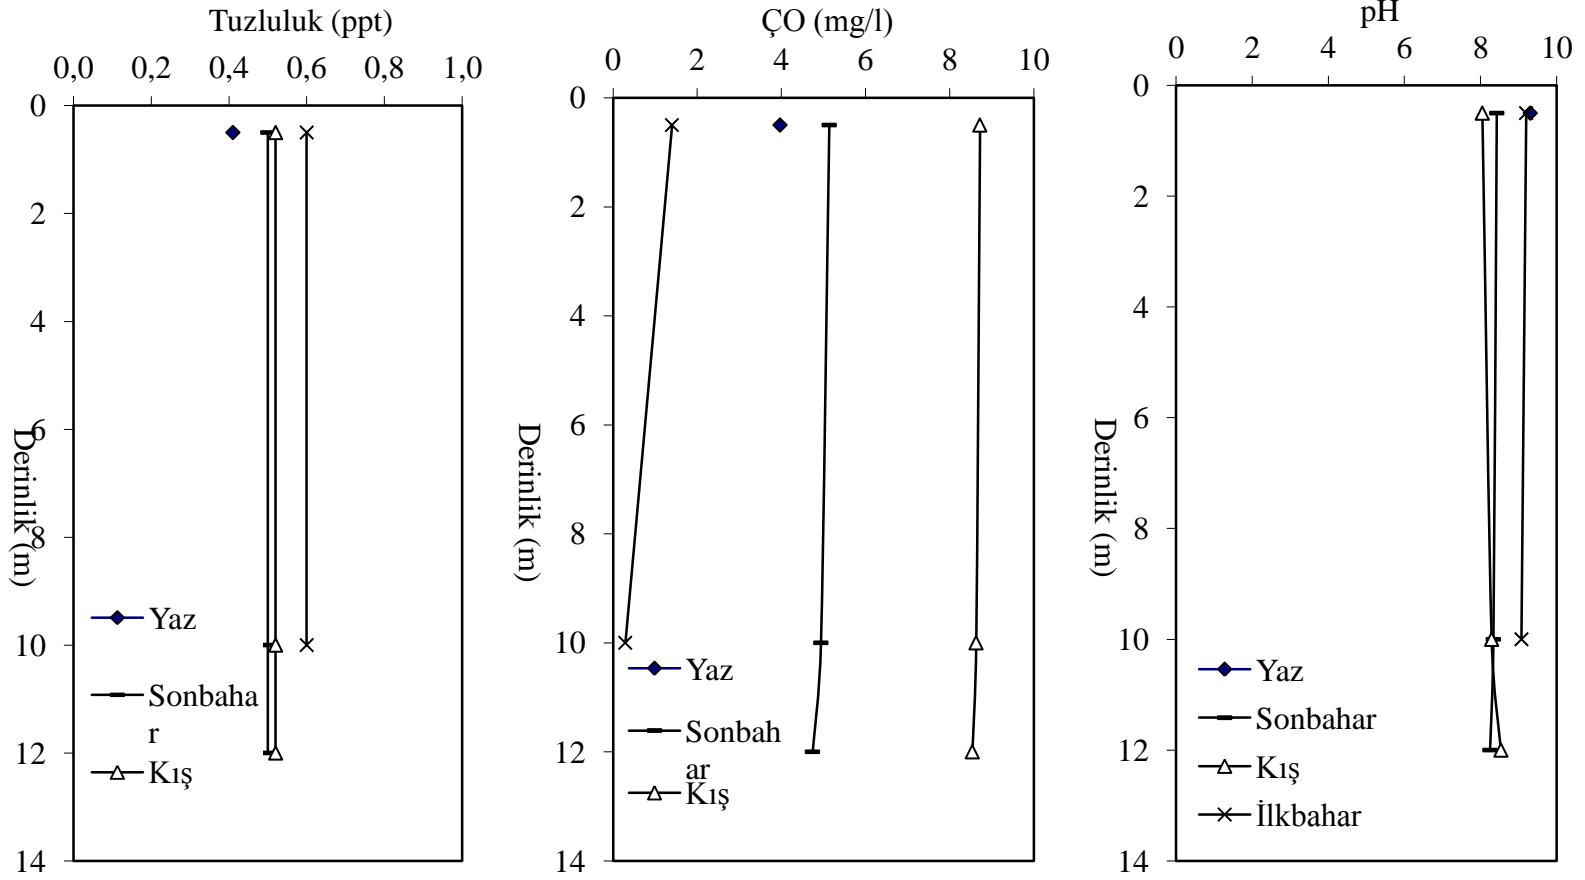 Tuzluluk (ppt)
0,0 0,2 0,4 0,6 0,8 1,0
0
2
4
6
8
10
12
14
Derinlik (m)
Yaz
Sonbaha
r
Kış
ÇO (mg/l)
0 2 4 6 8 10
0
2
4
6
8
10
12
14
Derinlik (m)
Yaz
Sonbah
ar
Kış
pH
0 2 4 6 8 10
0
2
4
6
8
10
12
14
Derinlik (m)
Yaz
Sonbahar
Kış
İlkbahar